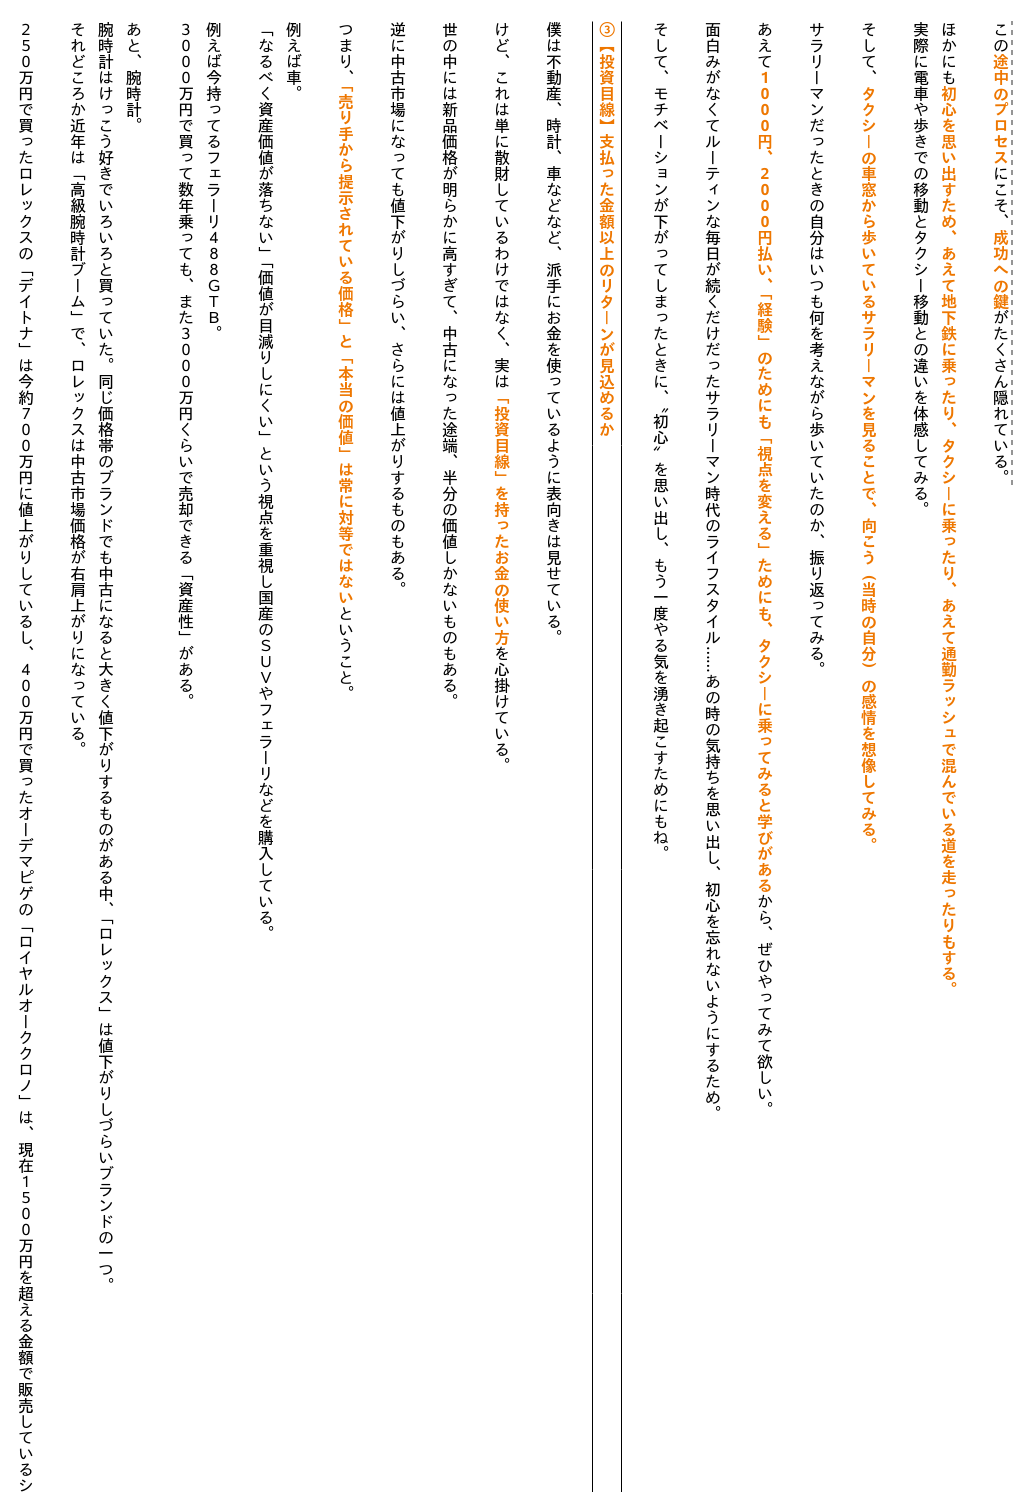 この途中のプロセスにこそ、成功への鍵がたくさん隠れている。
ほかにも初心を思い出すため、あえて地下鉄に乗ったり、タクシーに乗ったり、あえて通勤ラッシュで混んでいる道を走ったりもする。
実際に電車や歩きでの移動とタクシー移動との違いを体感してみる。
そして、タクシーの車窓から歩いているサラリーマンを見ることで、向こう（当時の自分）の感情を想像してみる。
サラリーマンだったときの自分はいつも何を考えながら歩いていたのか、振り返ってみる。
あえて１０００円、２０００円払い、「経験」のためにも「視点を変える」ためにも、タクシーに乗ってみると学びがあるから、ぜひやってみて欲しい。
面白みがなくてルーティンな毎日が続くだけだったサラリーマン時代のライフスタイル……あの時の気持ちを思い出し、初心を忘れないようにするため。
そして、モチベーションが下がってしまったときに、〝初心〟を思い出し、もう一度やる気を湧き起こすためにもね。
③【投資目線】支払った金額以上のリターンが見込めるか
僕は不動産、時計、車などなど、派手にお金を使っているように表向きは見せている。
けど、これは単に散財しているわけではなく、実は「投資目線」を持ったお金の使い方を心掛けている。
世の中には新品価格が明らかに高すぎて、中古になった途端、半分の価値しかないものもある。
逆に中古市場になっても値下がりしづらい、さらには値上がりするものもある。
つまり、「売り手から提示されている価格」と「本当の価値」は常に対等ではないということ。
例えば車。
「なるべく資産価値が落ちない」「価値が目減りしにくい」という視点を重視し国産のＳＵＶやフェラーリなどを購入している。
例えば今持ってるフェラーリ４８８ＧＴＢ。
３０００万円で買って数年乗っても、また３０００万円くらいで売却できる「資産性」がある。
あと、腕時計。
腕時計はけっこう好きでいろいろと買っていた。同じ価格帯のブランドでも中古になると大きく値下がりするものがある中、「ロレックス」は値下がりしづらいブランドの一つ。
それどころか近年は「高級腕時計ブーム」で、ロレックスは中古市場価格が右肩上がりになっている。
２５０万円で買ったロレックスの「デイトナ」は今約７００万円に値上がりしているし、４００万円で買ったオーデマピゲの「ロイヤルオーククロノ」は、現在１５００万円を超える金額で販売しているシ